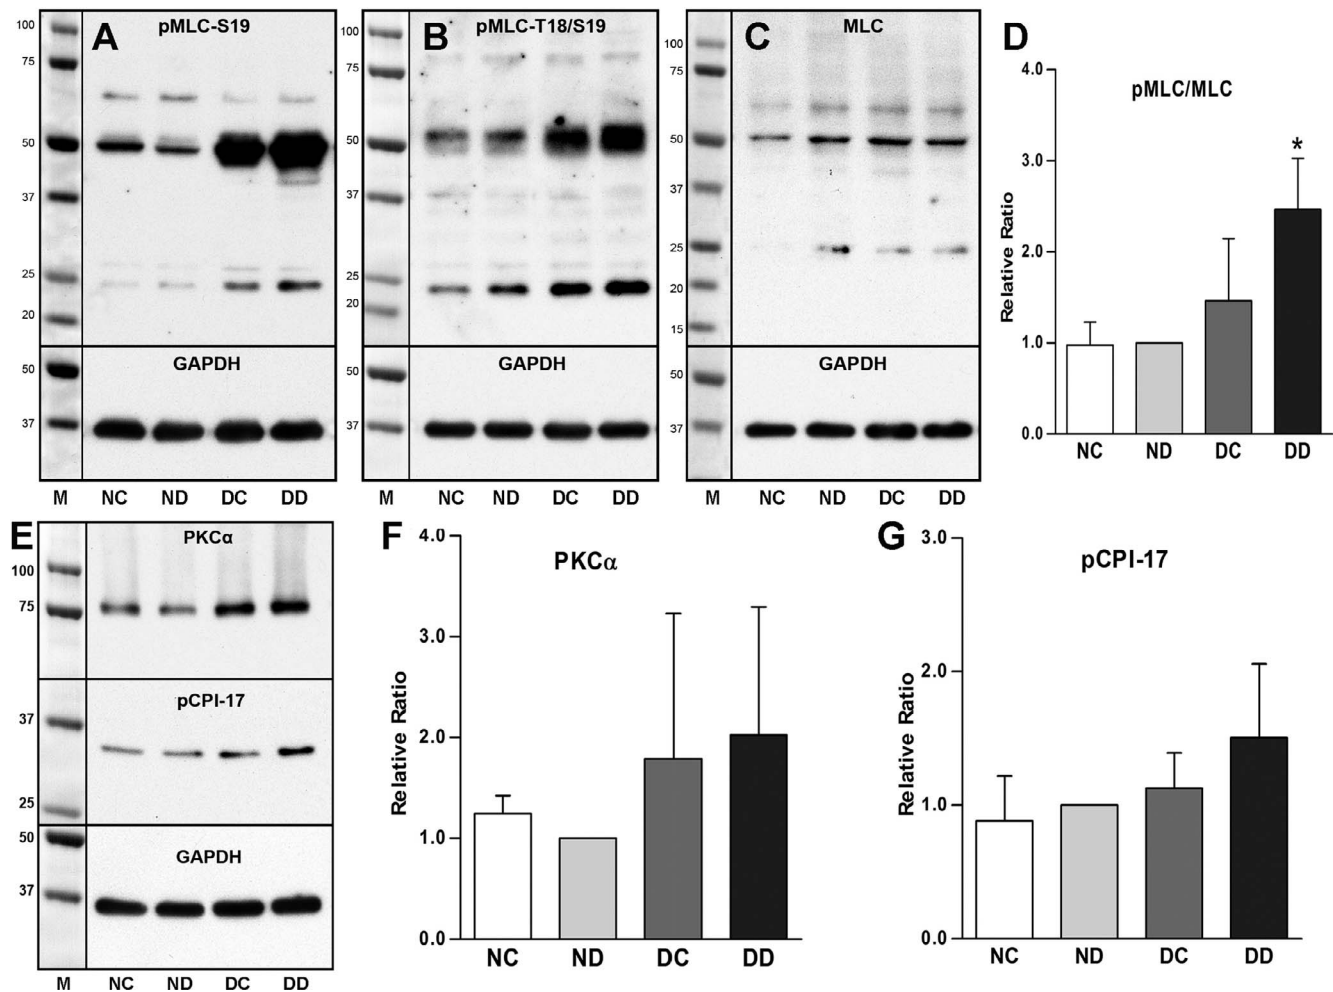 A
pMLC-S19
100
75
50
37
25
20
GAPDH
50
37
M NC ND DC DD
B
pMLC-T18/S19
100
75
50
37
25
20
GAPDH
50
37
M NC ND DC DD
C
MLC
100
75
50
37
25
20
15
GAPDH
50
37
M NC ND DC DD
D
pMLC/MLC
Relative Ratio
4.0
3.0
2.0
1.0
0.0
*
NC ND DC DD
E
PKCα
100
75
pCPI-17
37
25
GAPDH
50
37
M NC ND DC DD
F
PKCα
Relative Ratio
4.0
3.0
2.0
1.0
0.0
NC ND DC DD
G
pCPI-17
Relative Ratio
3.0
2.0
1.0
0.0
NC ND DC DD